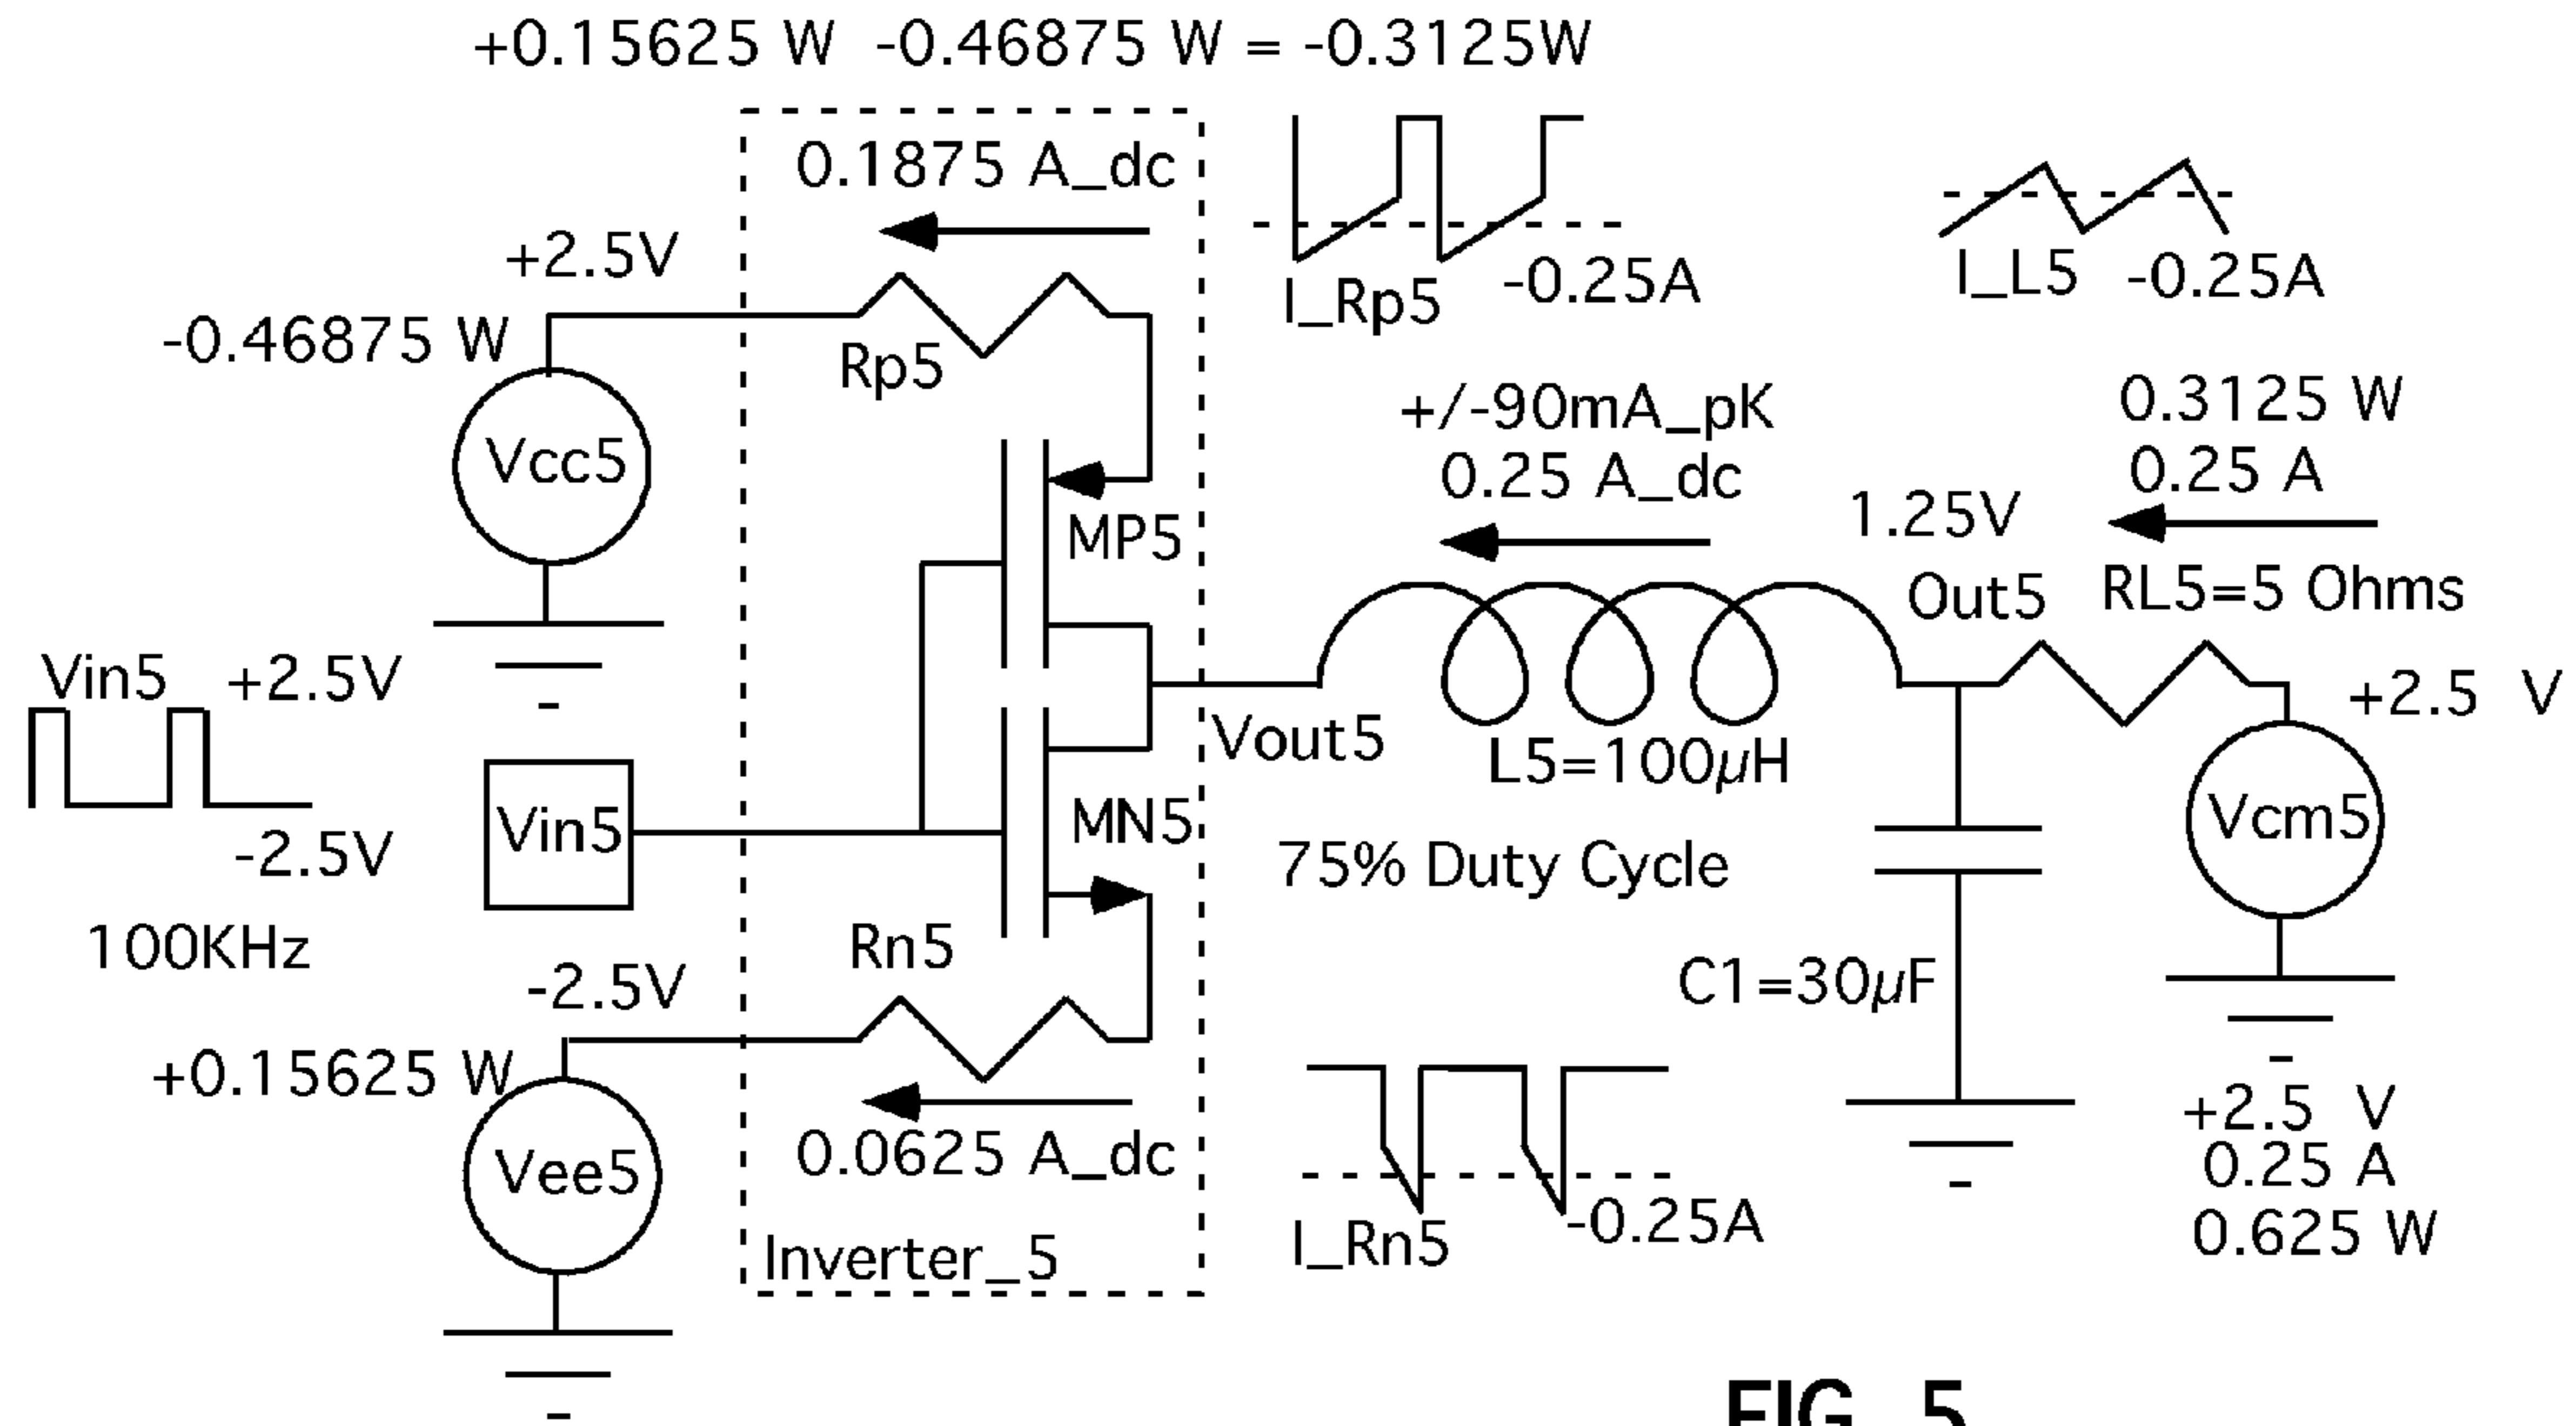 +0.15625 W -0.46875 W = -0.3125W
0.1875 A_dc
+2.5V
-0.46875 W
Rp5
I_Rp5
-0.25A
I_L5
-0.25A
Vcc5
MP5
+/-90mA_pK
0.25 A_dc
0.3125 W
0.25 A
1.25V
Out5
RL5=5 Ohms
Vin5
+2.5V
-2.5V
100KHz
Vin5
Vout5
L5=100µH
+2.5 V
Vcm5
MN5
75% Duty Cycle
Rn5
-2.5V
C1=30µF
+0.15625 W
Vee5
0.0625 A_dc
Inverter_5
I_Rn5
-0.25A
+2.5 V
0.25 A
0.625 W
FIG. 5